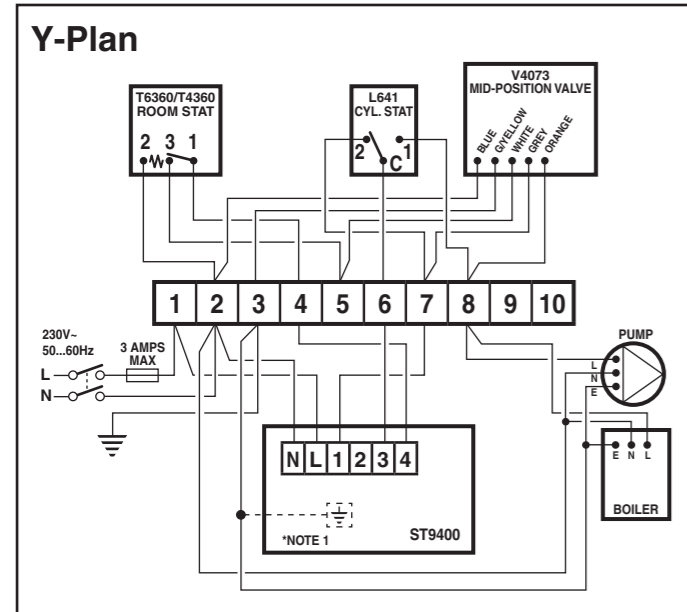 Y-Plan
T6360/T4360
ROOM STAT
2 3 1
L641
CYL. STAT
2 C 1
V4073
MID-POSITION VALVE
BLUE
G/YELLOW
WHITE
GREY
ORANGE
1 2 3 4 5 6 7 8 9 10
230V~
50...60Hz
3 AMPS
MAX
L
N
PUMP
L
N
E
N L 1 2 3 4
*NOTE 1
ST9400
E N L
BOILER